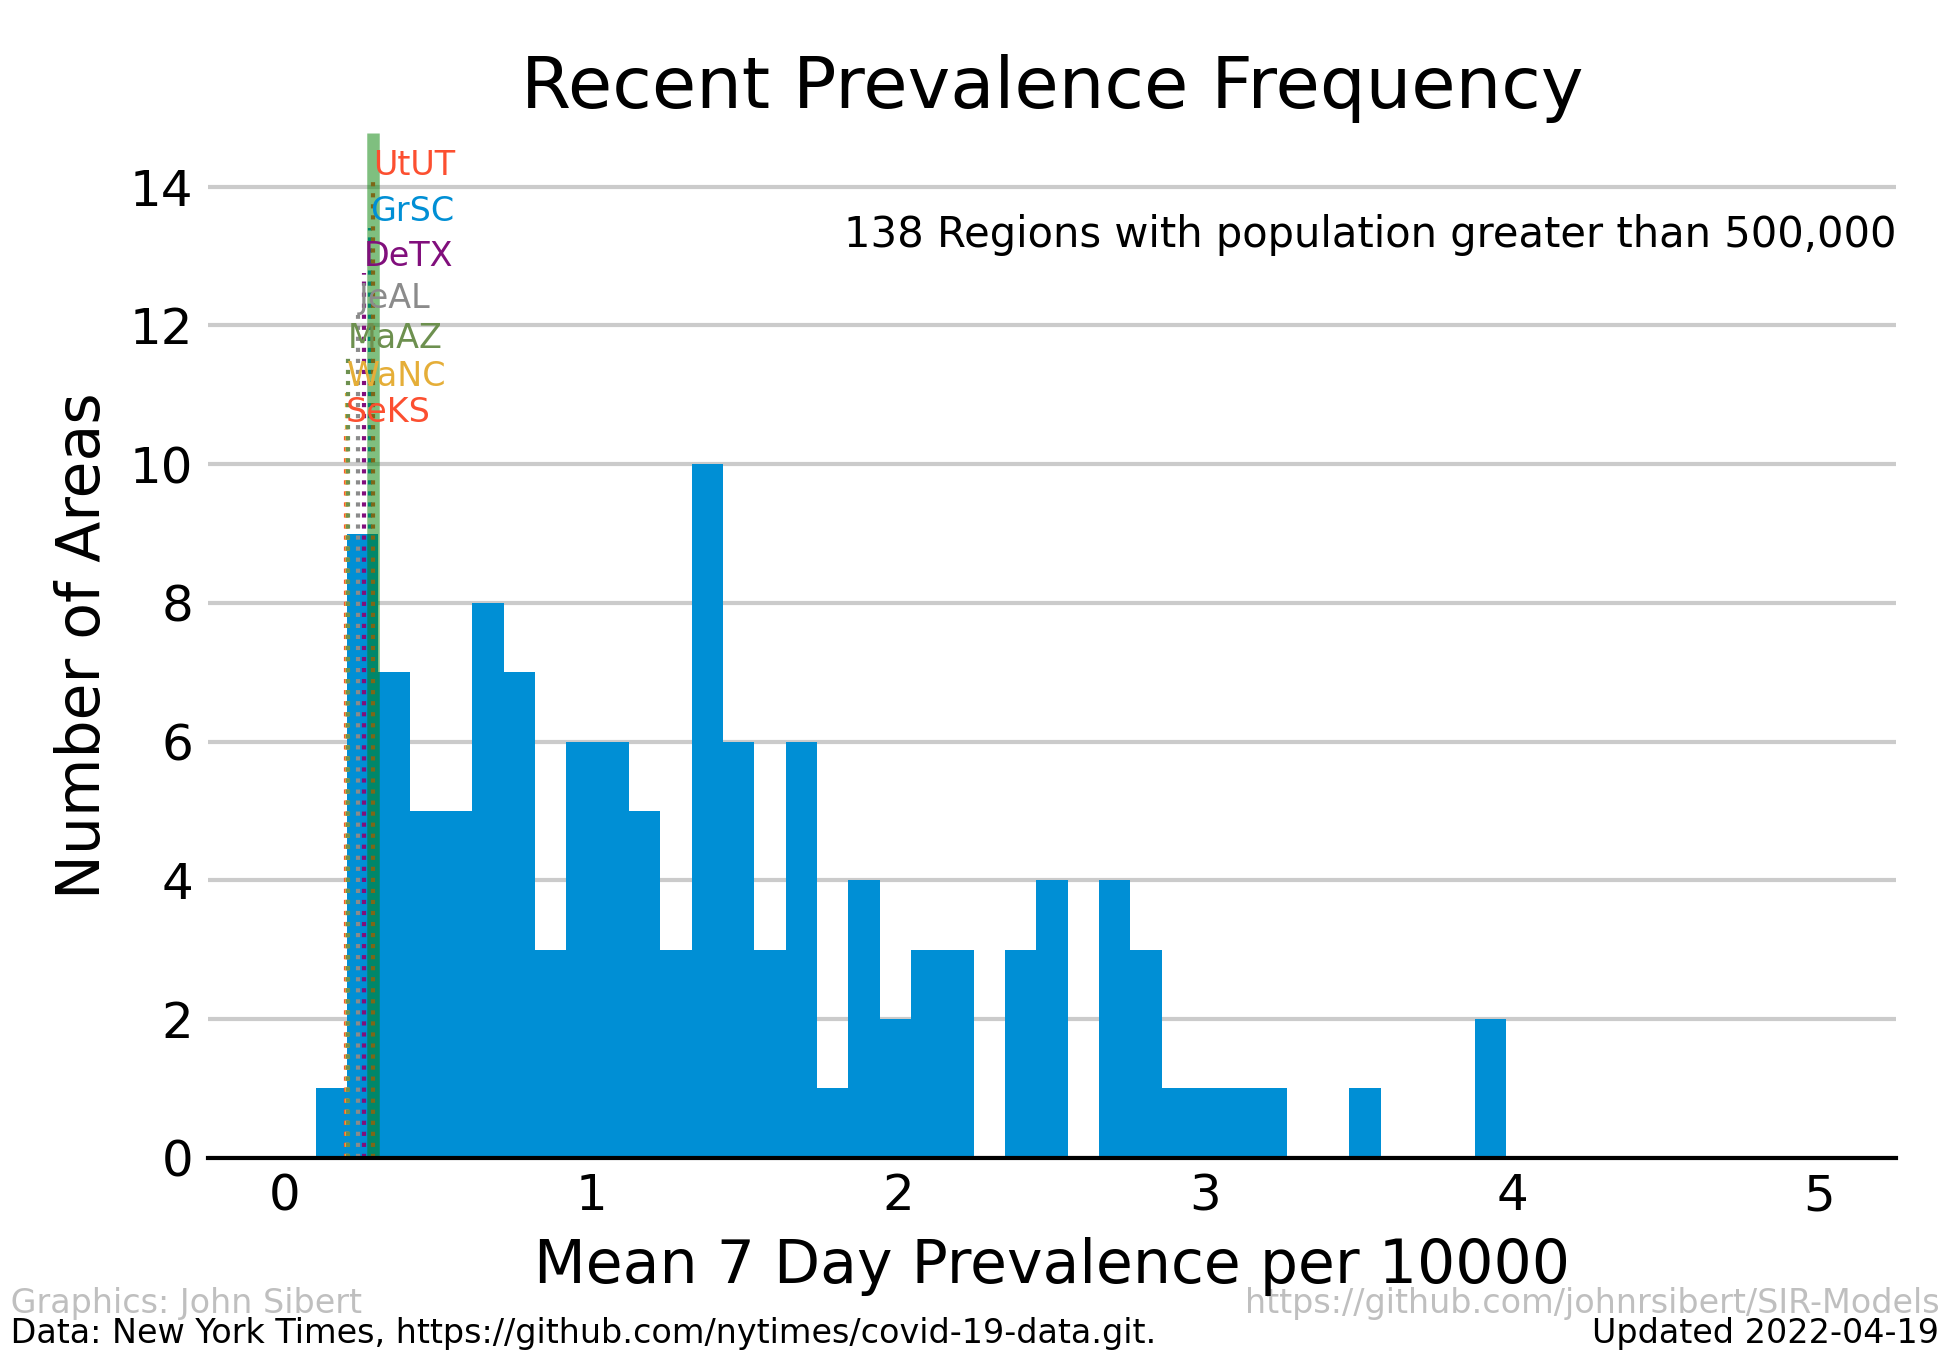 Recent Prevalence Frequency
UtUT
14
GrSC
138 Regions with population greater than 500,000
DeTX
JeAL
12
MaAZ
WaNC
SeKS
10
8
6
4
2
0
Number of Areas
0 1 2 3 4 5
Mean 7 Day Prevalence per 10000
Graphics: John Sibert
https://github.com/johnrsibert/SIR-Models
Data: New York Times, https://github.com/nytimes/covid-19-data.git.
Updated 2022-04-19